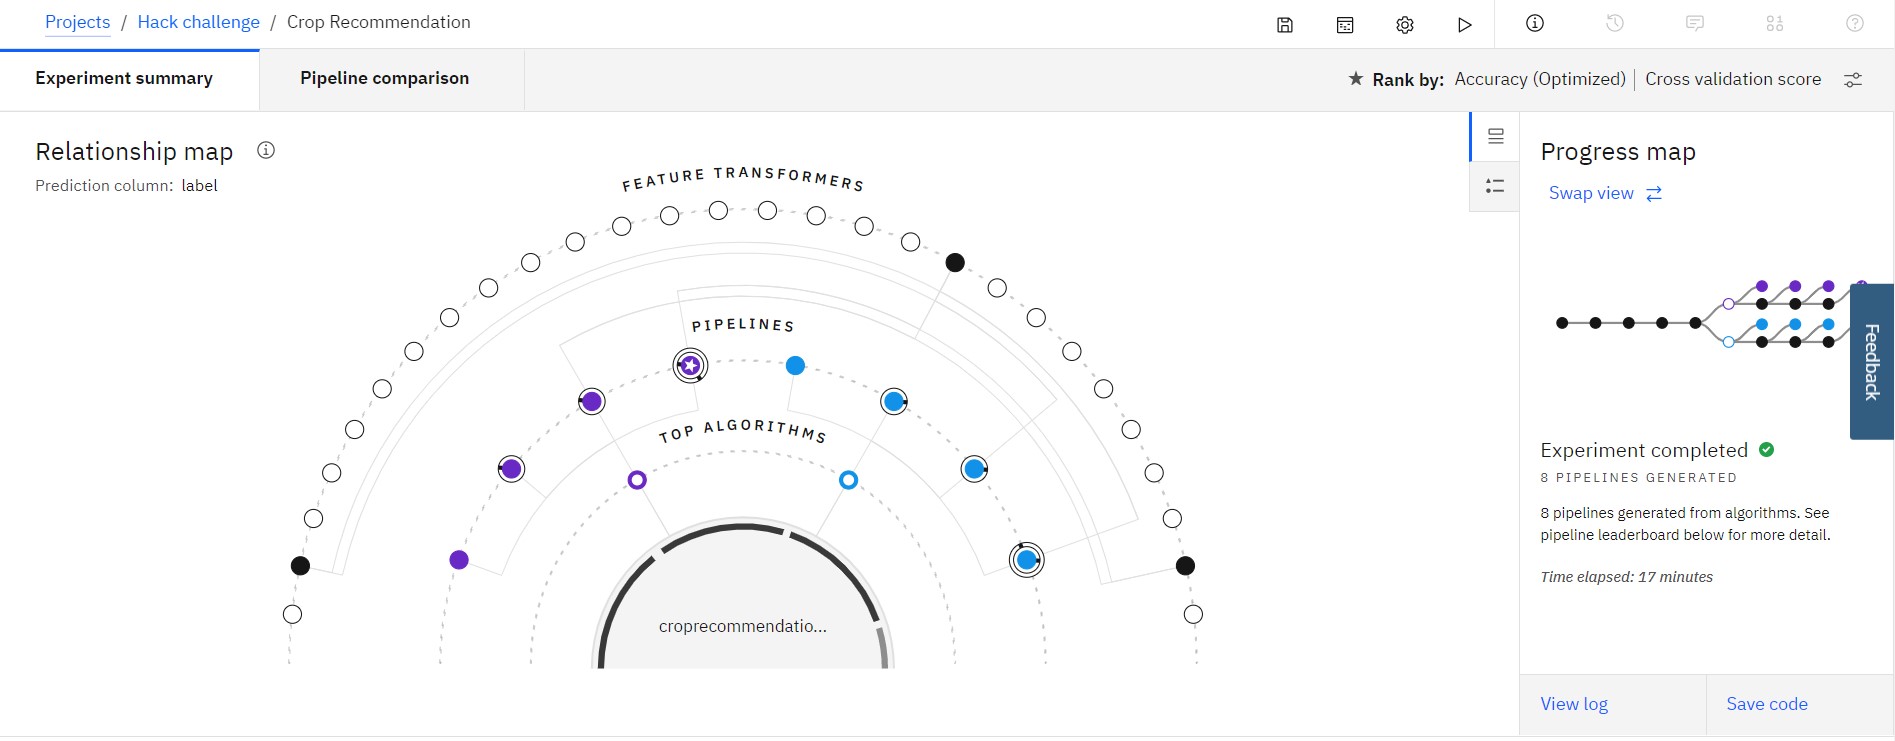 Projects / Hack challenge / Crop Recommendation
Experiment summary
Pipeline comparison
Rank by: Accuracy (Optimized) | Cross validation score
Relationship map
Prediction column: label
FEATURE TRANSFORMERS
PIPELINES
TOP ALGORITHMS
croprecommendatio...
Progress map
Swap view
Feedback
Experiment completed
8 PIPELINES GENERATED
8 pipelines generated from algorithms. See
pipeline leaderboard below for more detail.
Time elapsed: 17 minutes
View log
Save code